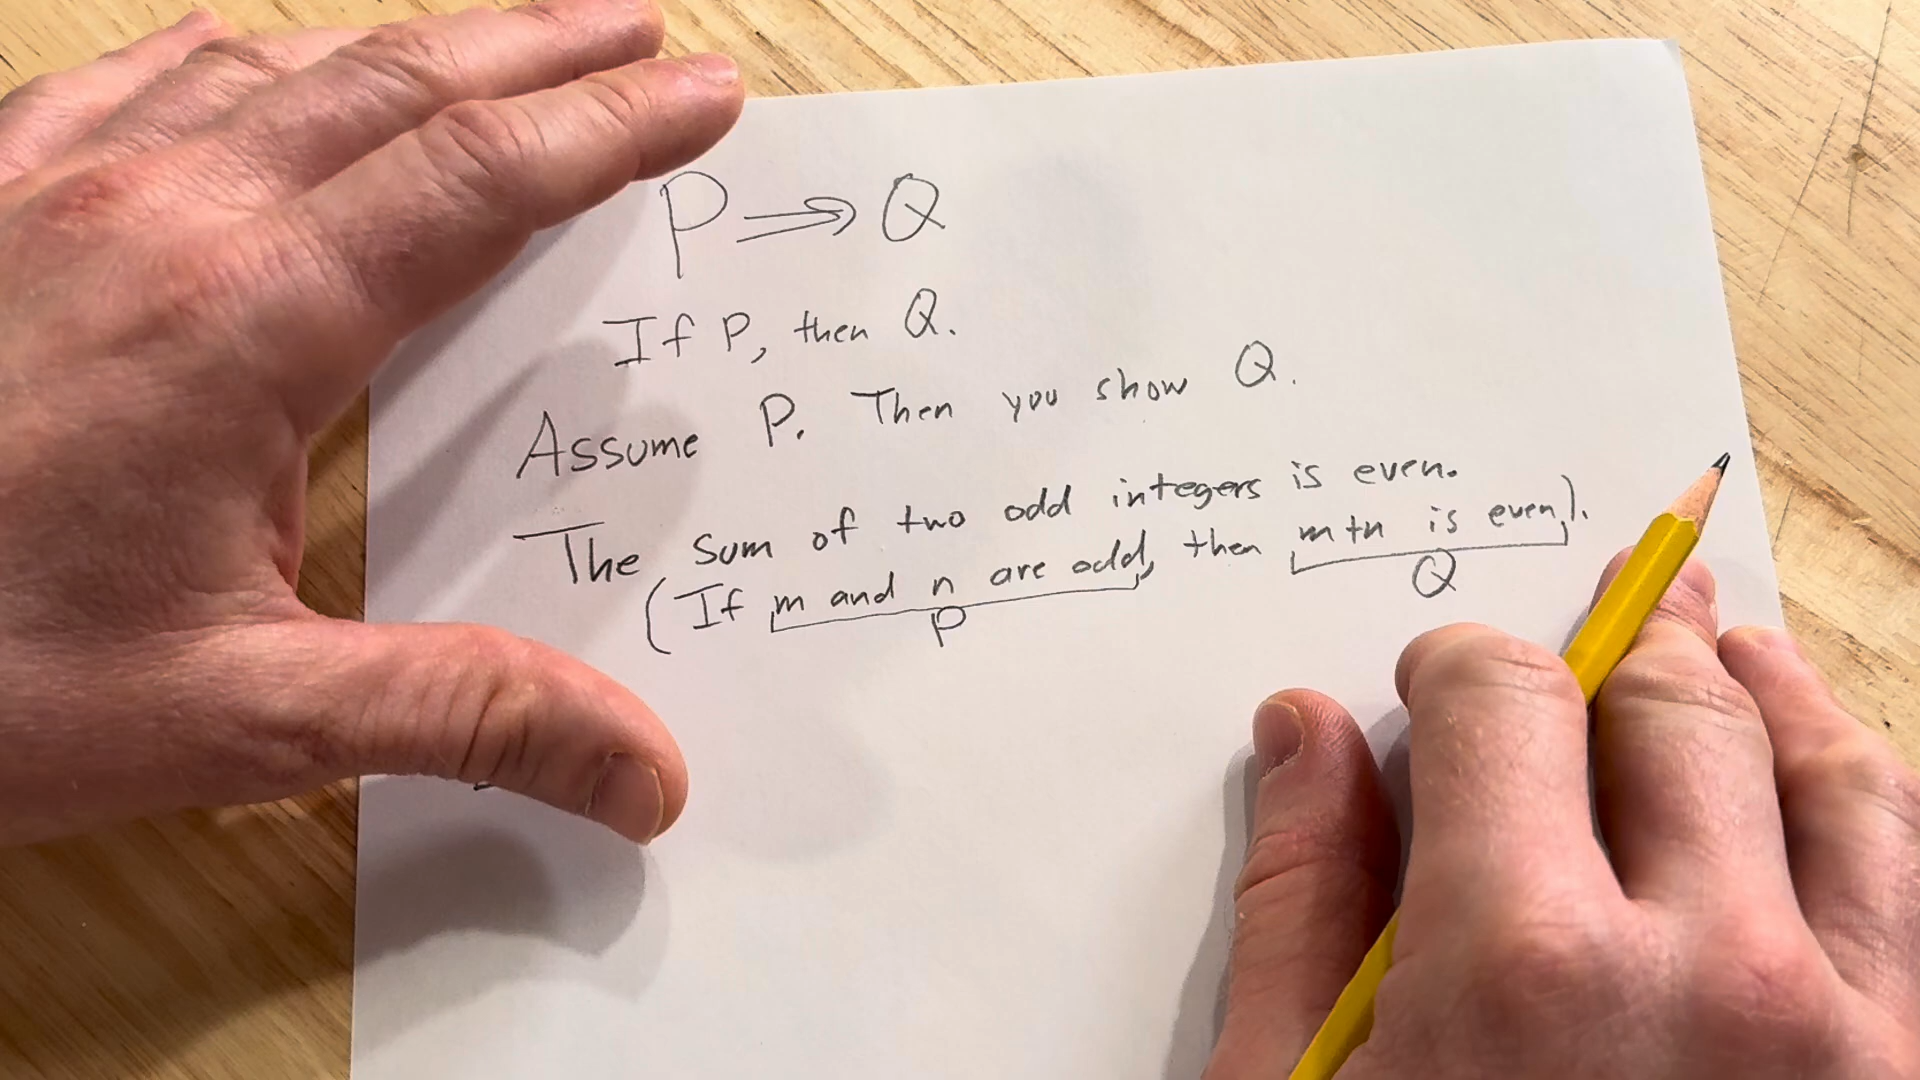 P ⟹ Q
If P, then Q.
Assume P. Then you show Q.
The sum of two odd integers is even.
(If m and n are odd, then m+n is even).
P Q